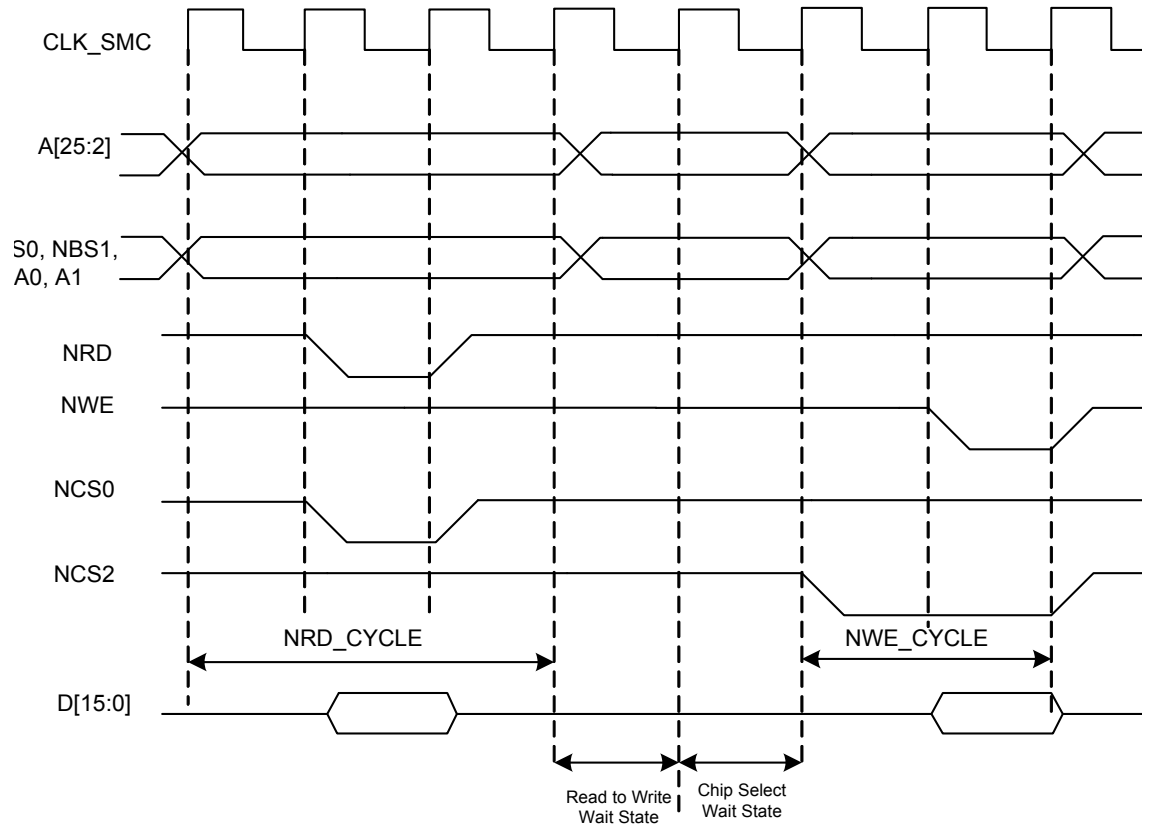 CLK_SMC
A[25:2]
S0, NBS1,
A0, A1
NRD
NWE
NCS0
NCS2
NRD_CYCLE
NWE_CYCLE
D[15:0]
Read to Write
Wait State
Chip Select
Wait State